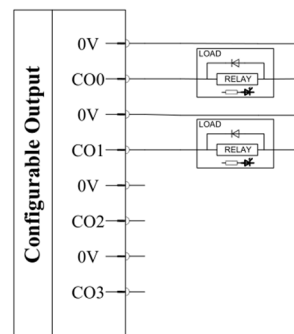 Configurable Output
0V
CO0
0V
CO1
0V
CO2
0V
CO3
LOAD
RELAY
LOAD
RELAY